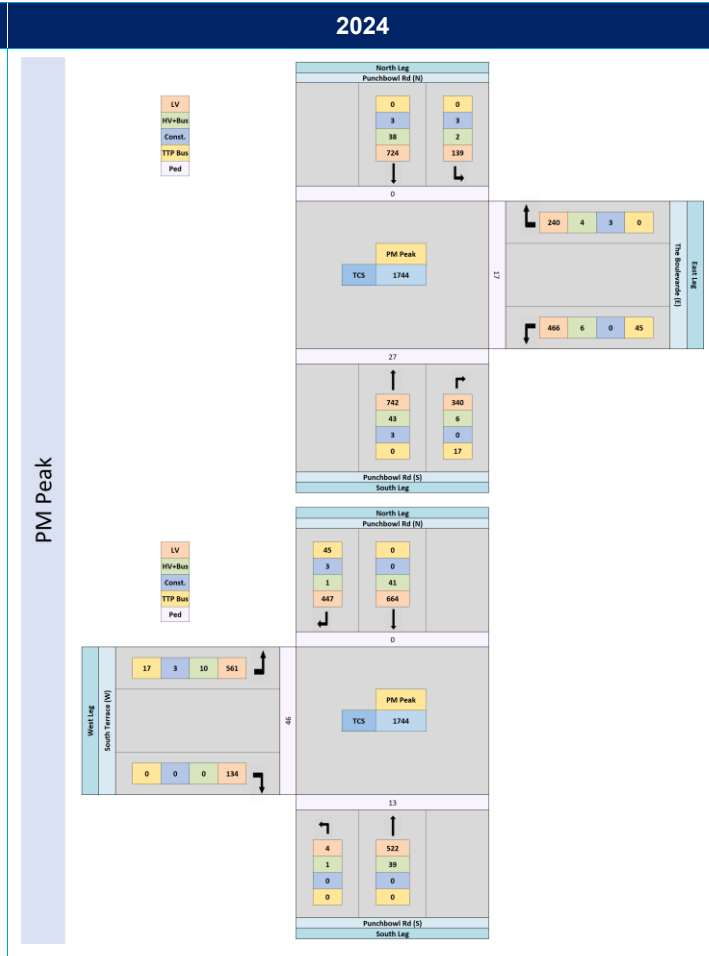 2024
PM Peak
North Leg
Punchbowl Rd (N)
LV
HV+Bus
Const.
TTP Bus
Ped
0 0
3 3
38 2
724 139
0
240 4 3 0
17
The Boulevarde (E)
East Leg
PM Peak
TCS 1744
466 6 0 45
27
742 340
43 6
3 0
0 17
Punchbowl Rd (S)
South Leg
North Leg
Punchbowl Rd (N)
LV
HV+Bus
Const.
TTP Bus
Ped
45 0
3 0
1 41
447 664
0
West Leg
South Terrace (W)
17 3 10 561
46
PM Peak
TCS 1744
0 0 0 134
13
4 522
1 39
0 0
0 0
Punchbowl Rd (S)
South Leg